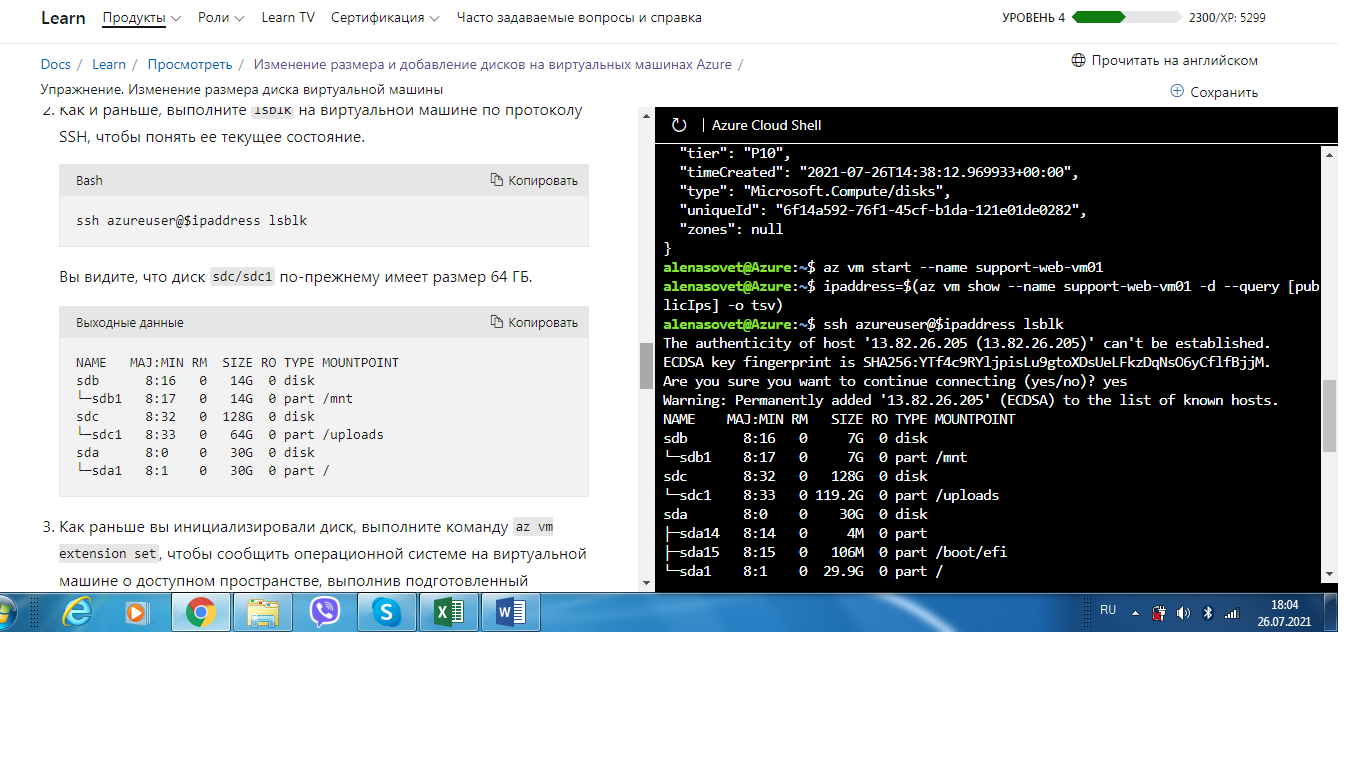 Learn Продукты Роли Learn TV Сертификация Часто задаваемые вопросы и справка УРОВЕНЬ 4 2300/XP: 5299
Docs / Learn / Просмотреть / Изменение размера и добавление дисков на виртуальных машинах Azure /
Упражнение. Изменение размера диска виртуальной машины
Прочитать на английском
Сохранить
2. Как и раньше, выполните lsblk на виртуальной машине по протоколу
SSH, чтобы понять ее текущее состояние.
Bash Копировать
ssh azureuser@$ipaddress lsblk
Вы видите, что диск sdc/sdc1 по-прежнему имеет размер 64 ГБ.
Выходные данные Копировать
NAME   MAJ:MIN RM  SIZE RO TYPE MOUNTPOINT
sdb      8:16   0   14G  0 disk
└─sdb1   8:17   0   14G  0 part /mnt
sdc      8:32   0  128G  0 disk
└─sdc1   8:33   0   64G  0 part /uploads
sda      8:0    0   30G  0 disk
└─sda1   8:1    0   30G  0 part /
3. Как раньше вы инициализировали диск, выполните команду az vm
extension set, чтобы сообщить операционной системе на виртуальной
машине о доступном пространстве, выполнив подготовленный
Azure Cloud Shell
"tier": "P10",
"timeCreated": "2021-07-26T14:38:12.969933+00:00",
"type": "Microsoft.Compute/disks",
"uniqueId": "6f14a592-76f1-45cf-b1da-121e01de0282",
"zones": null
}
alenasovet@Azure:~$ az vm start --name support-web-vm01
alenasovet@Azure:~$ ipaddress=$(az vm show --name support-web-vm01 -d --query [pub
licIps] -o tsv)
alenasovet@Azure:~$ ssh azureuser@$ipaddress lsblk
The authenticity of host '13.82.26.205 (13.82.26.205)' can't be established.
ECDSA key fingerprint is SHA256:YTf4c9RYljpisLu9gtoXDsUeLFkzDqNsO6yCflfBjjM.
Are you sure you want to continue connecting (yes/no)? yes
Warning: Permanently added '13.82.26.205' (ECDSA) to the list of known hosts.
NAME    MAJ:MIN RM   SIZE RO TYPE MOUNTPOINT
sdb       8:16   0     7G  0 disk
└─sdb1    8:17   0     7G  0 part /mnt
sdc       8:32   0   128G  0 disk
└─sdc1    8:33   0 119.2G  0 part /uploads
sda       8:0    0    30G  0 disk
├─sda14   8:14   0     4M  0 part
├─sda15   8:15   0   106M  0 part /boot/efi
└─sda1    8:1    0  29.9G  0 part /
RU
18:04
26.07.2021